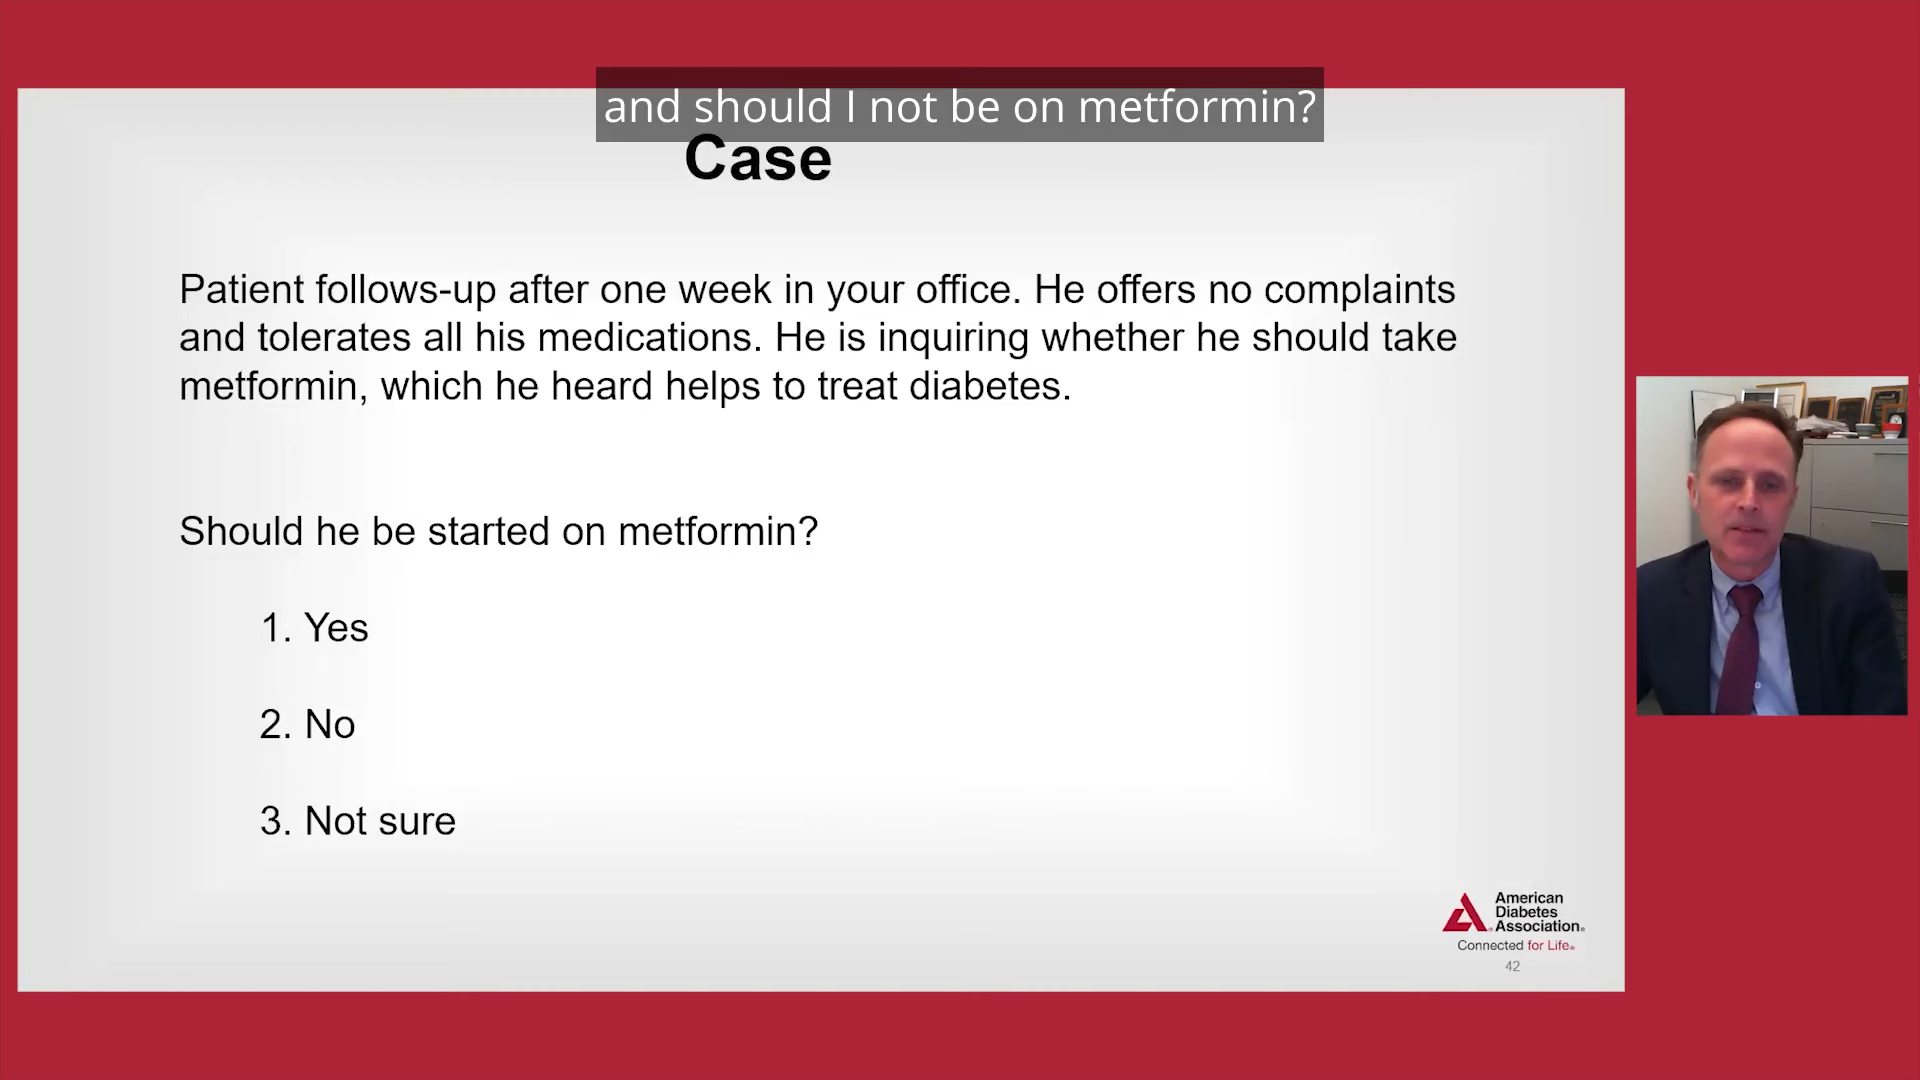 and should I not be on metformin?
Case
Patient follows-up after one week in your office. He offers no complaints
and tolerates all his medications. He is inquiring whether he should take
metformin, which he heard helps to treat diabetes.
Should he be started on metformin?
1. Yes
2. No
3. Not sure
American
Diabetes
Association®
Connected for Life®
42